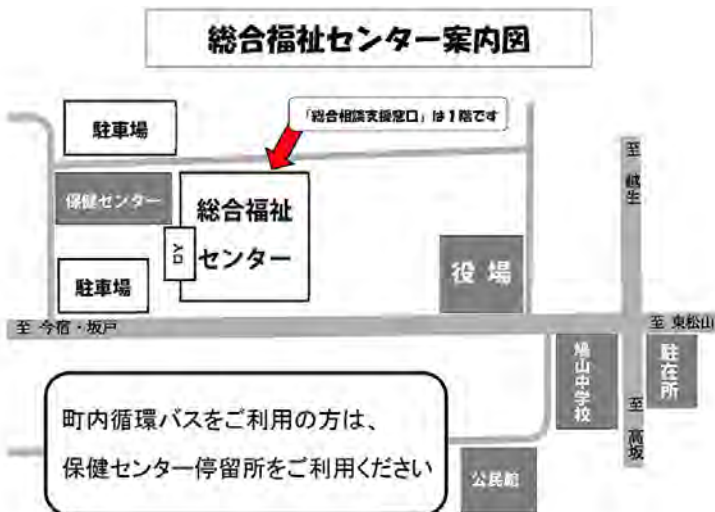 総合福祉センター案内図
「総合相談支援窓口」は1階です
駐車場
至 越生
保健センター
総合福祉
センター
入口
駐車場
役場
至 今宿・坂戸
至 東松山
鳩山中学校
駐在所
至 高坂
町内循環バスをご利用の方は、
保健センター停留所をご利用ください
公民館